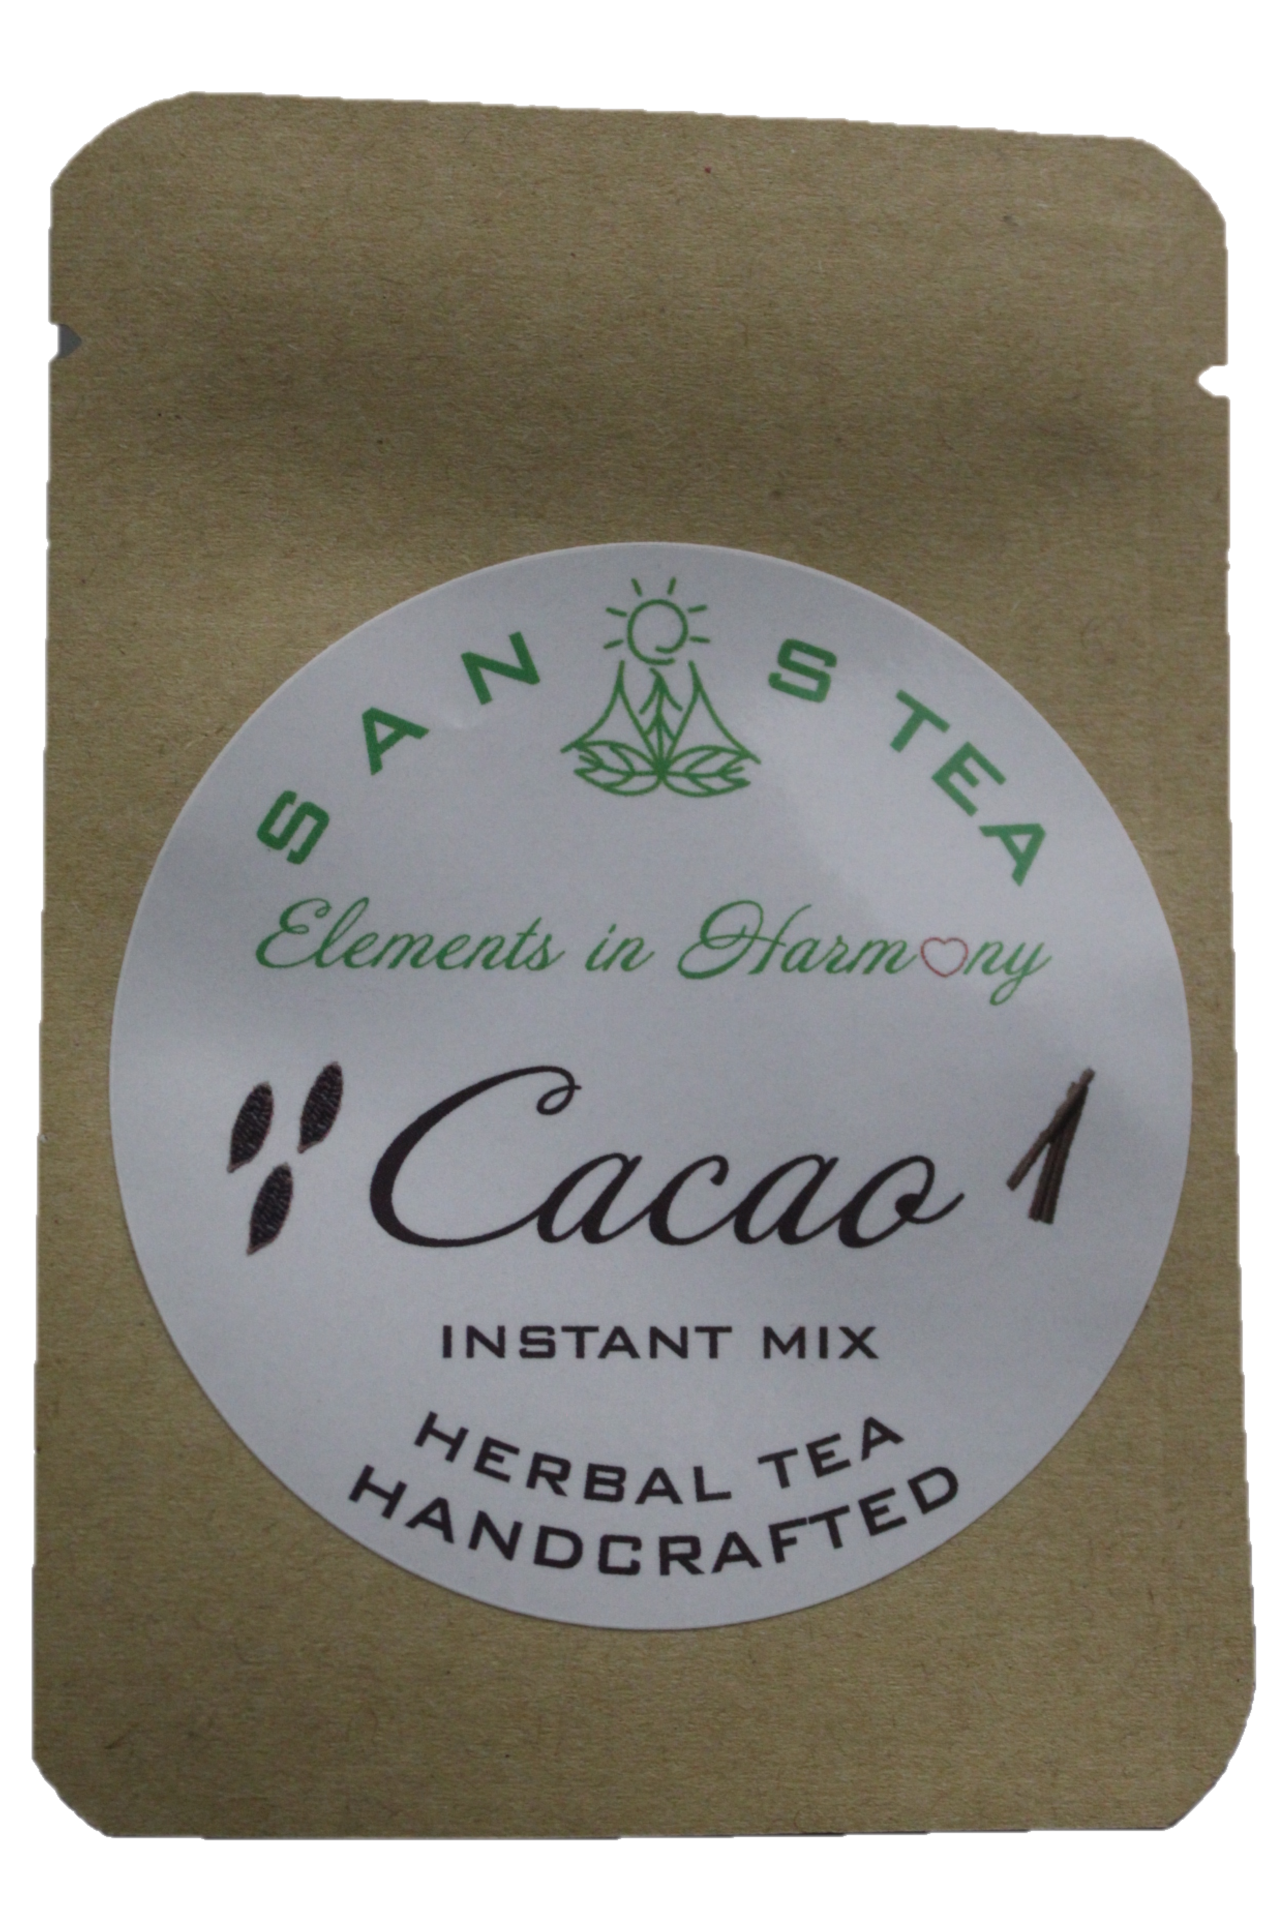 SAN STEA
Elements in Harmony
Cacao
INSTANT MIX
HERBAL TEA
HANDCRAFTED